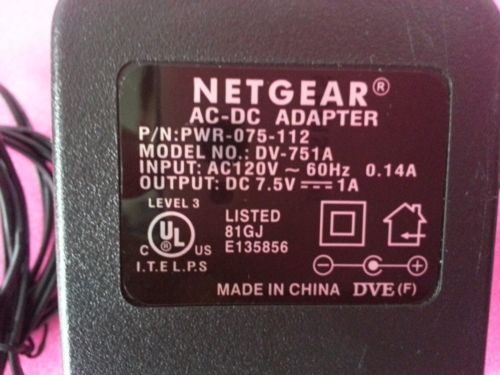 NETGEAR®
AC-DC ADAPTER
P/N:PWR-075-112
MODEL NO.: DV-751A
INPUT: AC120V ~ 60Hz 0.14A
OUTPUT: DC 7.5V ⎓ 1A
LEVEL 3
LISTED
81GJ
E135856
C UL US
I.T.E L.P.S
MADE IN CHINA DVE (F)